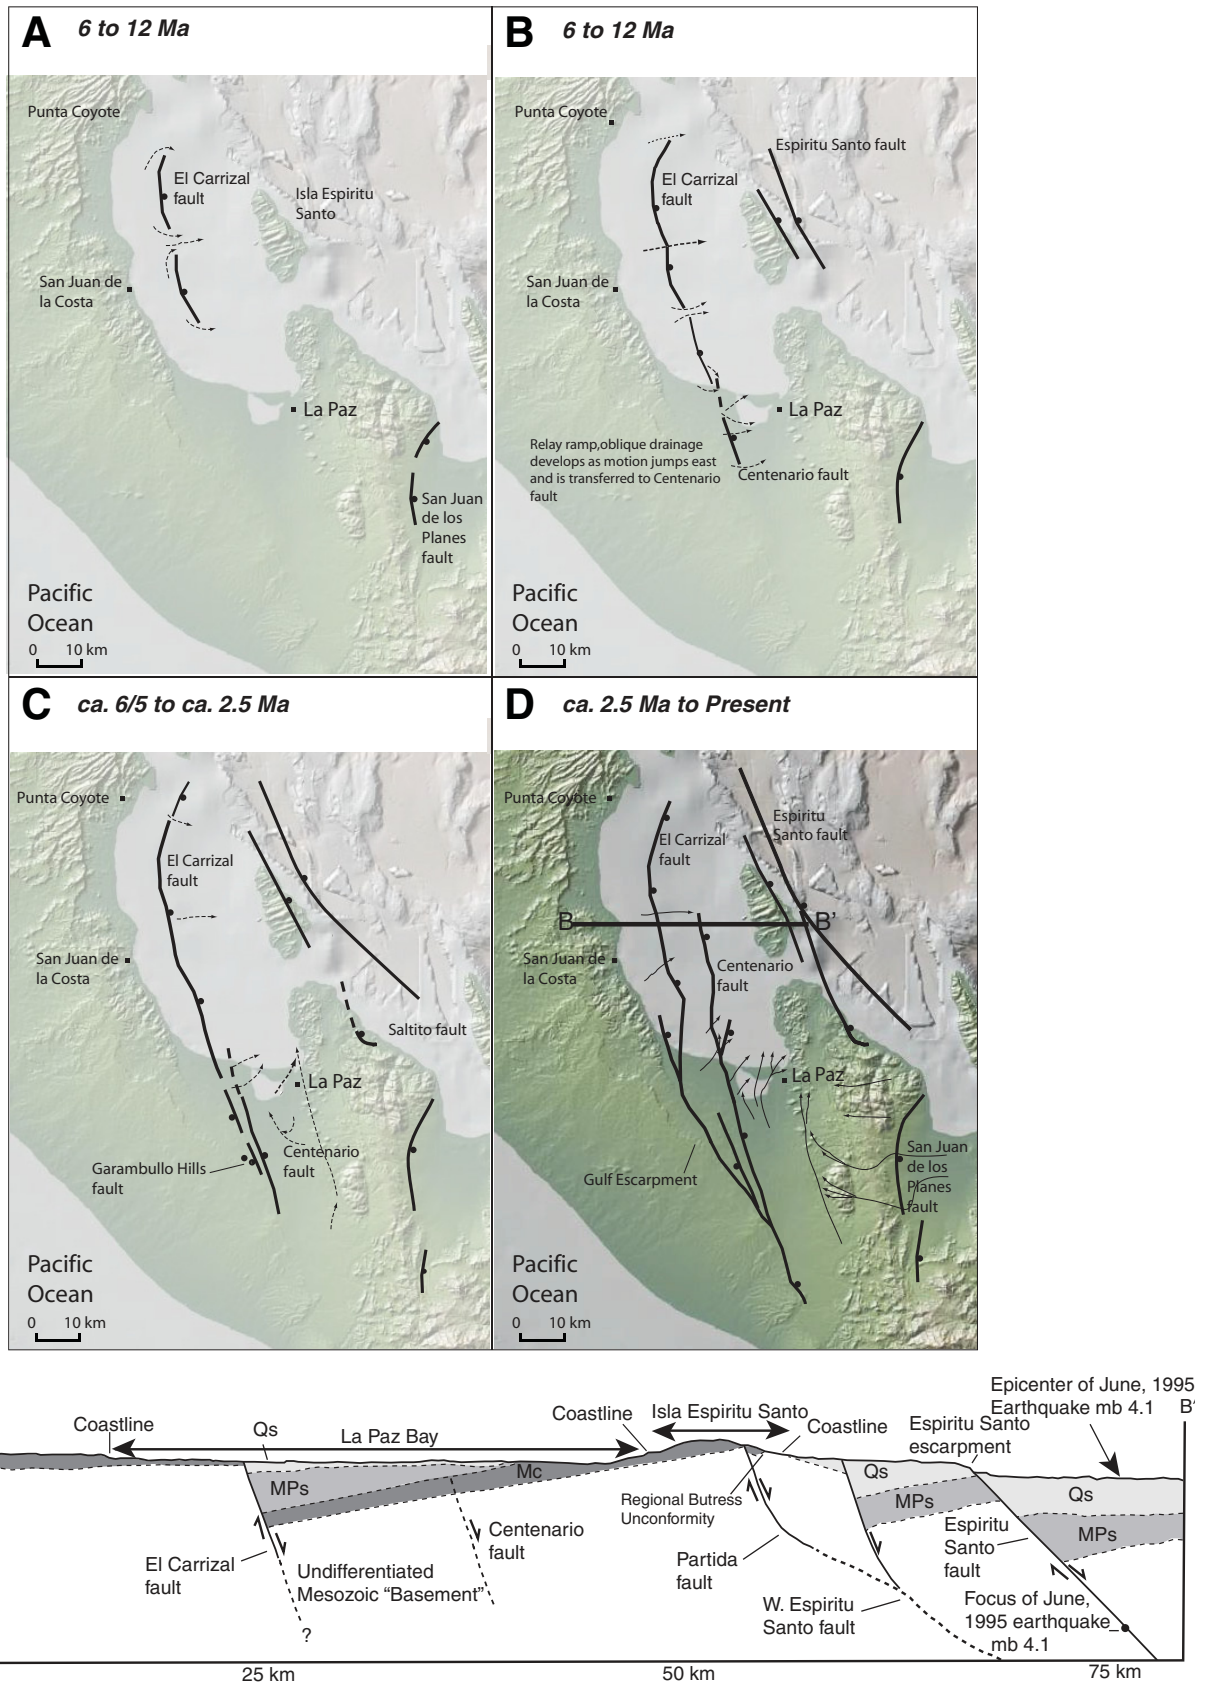 A 6 to 12 Ma
Punta Coyote
El Carrizal
fault
Isla Espiritu
Santo
San Juan de
la Costa
La Paz
San Juan
de los
Planes
fault
Pacific
Ocean
0 10 km
B 6 to 12 Ma
Punta Coyote
Espiritu Santo fault
El Carrizal
fault
San Juan de
la Costa
La Paz
Relay ramp,oblique drainage
develops as motion jumps east
and is transferred to Centenario
fault
Centenario fault
Pacific
Ocean
0 10 km
C ca. 6/5 to ca. 2.5 Ma
Punta Coyote
El Carrizal
fault
San Juan de
la Costa
Saltito fault
La Paz
Centenario
fault
Garambullo Hills
fault
Pacific
Ocean
0 10 km
D ca. 2.5 Ma to Present
Punta Coyote
Espiritu
Santo fault
El Carrizal
fault
B B’
San Juan de
la Costa
Centenario
fault
La Paz
San Juan
de los
Planes
fault
Gulf Escarpment
Pacific
Ocean
0 10 km
Epicenter of June, 1995
Earthquake mb 4.1
B’
Coastline
Qs
La Paz Bay
Coastline
Isla Espiritu Santo
Coastline
Espiritu Santo
escarpment
MPs
Mc
Qs
MPs
Qs
MPs
Regional Butress
Unconformity
El Carrizal
fault
Undifferentiated
Mesozoic “Basement”
?
Centenario
fault
Partida
fault
W. Espiritu
Santo fault
Espiritu
Santo
fault
Focus of June,
1995 earthquake
mb 4.1
25 km
50 km
75 km